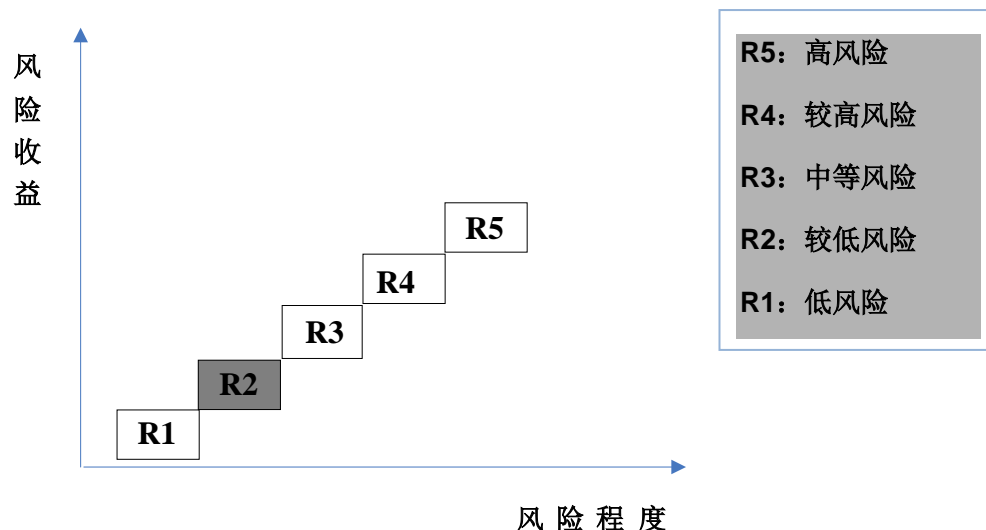 风险收益
R5
R4
R3
R2
R1
风险程度
R5：高风险
R4：较高风险
R3：中等风险
R2：较低风险
R1：低风险